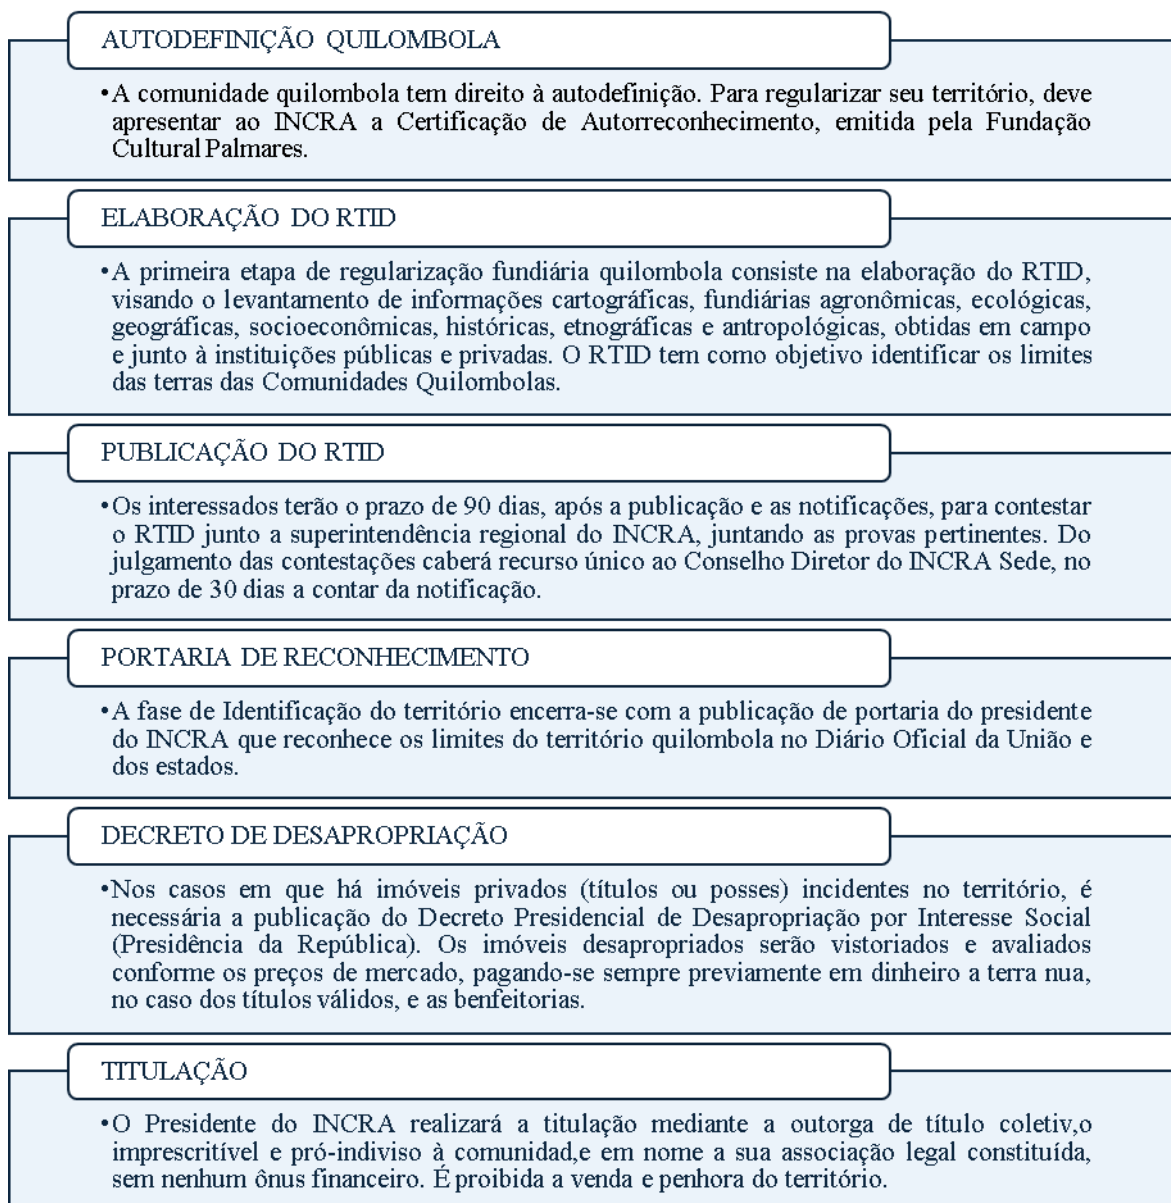 AUTODEFINIÇÃO QUILOMBOLA
•A comunidade quilombola tem direito à autodefinição. Para regularizar seu território, deve
apresentar ao INCRA a Certificação de Autorreconhecimento, emitida pela Fundação
Cultural Palmares.
ELABORAÇÃO DO RTID
•A primeira etapa de regularização fundiária quilombola consiste na elaboração do RTID,
visando o levantamento de informações cartográficas, fundiárias agronômicas, ecológicas,
geográficas, socioeconômicas, históricas, etnográficas e antropológicas, obtidas em campo
e junto à instituições públicas e privadas. O RTID tem como objetivo identificar os limites
das terras das Comunidades Quilombolas.
PUBLICAÇÃO DO RTID
•Os interessados terão o prazo de 90 dias, após a publicação e as notificações, para contestar
o RTID junto a superintendência regional do INCRA, juntando as provas pertinentes. Do
julgamento das contestações caberá recurso único ao Conselho Diretor do INCRA Sede, no
prazo de 30 dias a contar da notificação.
PORTARIA DE RECONHECIMENTO
•A fase de Identificação do território encerra-se com a publicação de portaria do presidente
do INCRA que reconhece os limites do território quilombola no Diário Oficial da União e
dos estados.
DECRETO DE DESAPROPRIAÇÃO
•Nos casos em que há imóveis privados (títulos ou posses) incidentes no território, é
necessária a publicação do Decreto Presidencial de Desapropriação por Interesse Social
(Presidência da República). Os imóveis desapropriados serão vistoriados e avaliados
conforme os preços de mercado, pagando-se sempre previamente em dinheiro a terra nua,
no caso dos títulos válidos, e as benfeitorias.
TITULAÇÃO
•O Presidente do INCRA realizará a titulação mediante a outorga de título coletiv,o
imprescritível e pró-indiviso à comunidad,e em nome a sua associação legal constituída,
sem nenhum ônus financeiro. É proibida a venda e penhora do território.